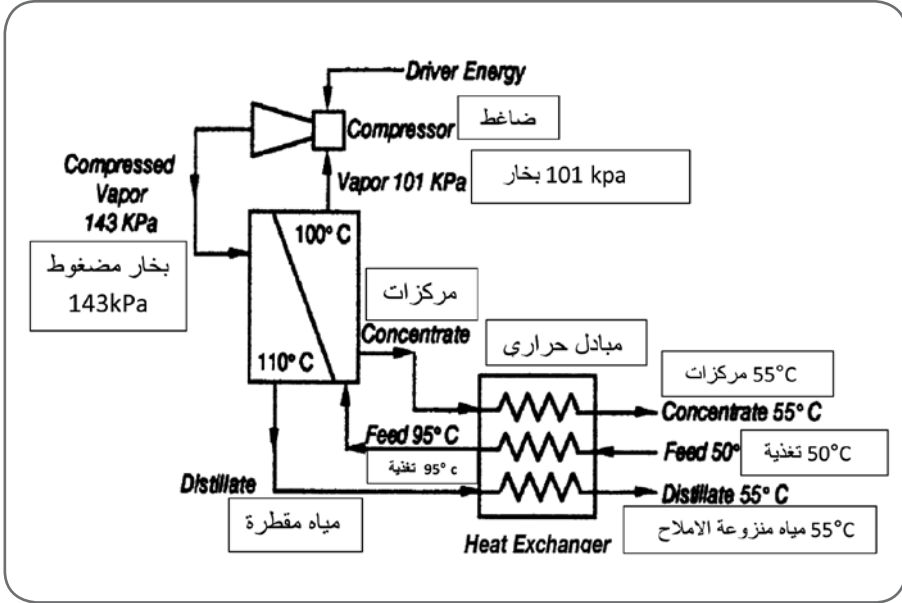 Driver Energy
Compressor
ضاغط
Compressed
Vapor
143 KPa
Vapor 101 KPa
بخار 101 kpa
100° C
بخار مضغوط
143kPa
مركزات
Concentrate
110° C
مبادل حراري
55°C مركزات
Concentrate 55° C
Feed 95° C
Feed 50°
50°C تغذية
95° c تغذية
Distillate
Distillate 55° C
مياه مقطرة
55°C مياه منزوعة الاملاح
Heat Exchanger